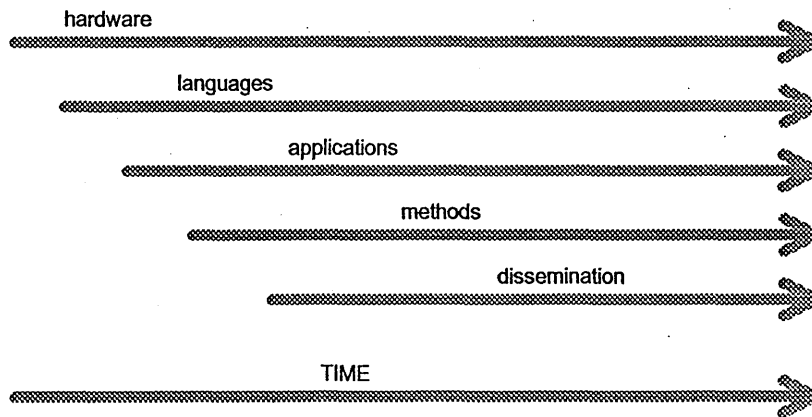 hardware
languages
applications
methods
dissemination
TIME